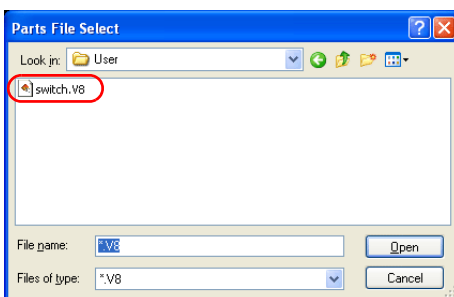 Parts File Select
Look in: User
switch.V8
File name: *.V8 Open
Files of type: *.V8 Cancel